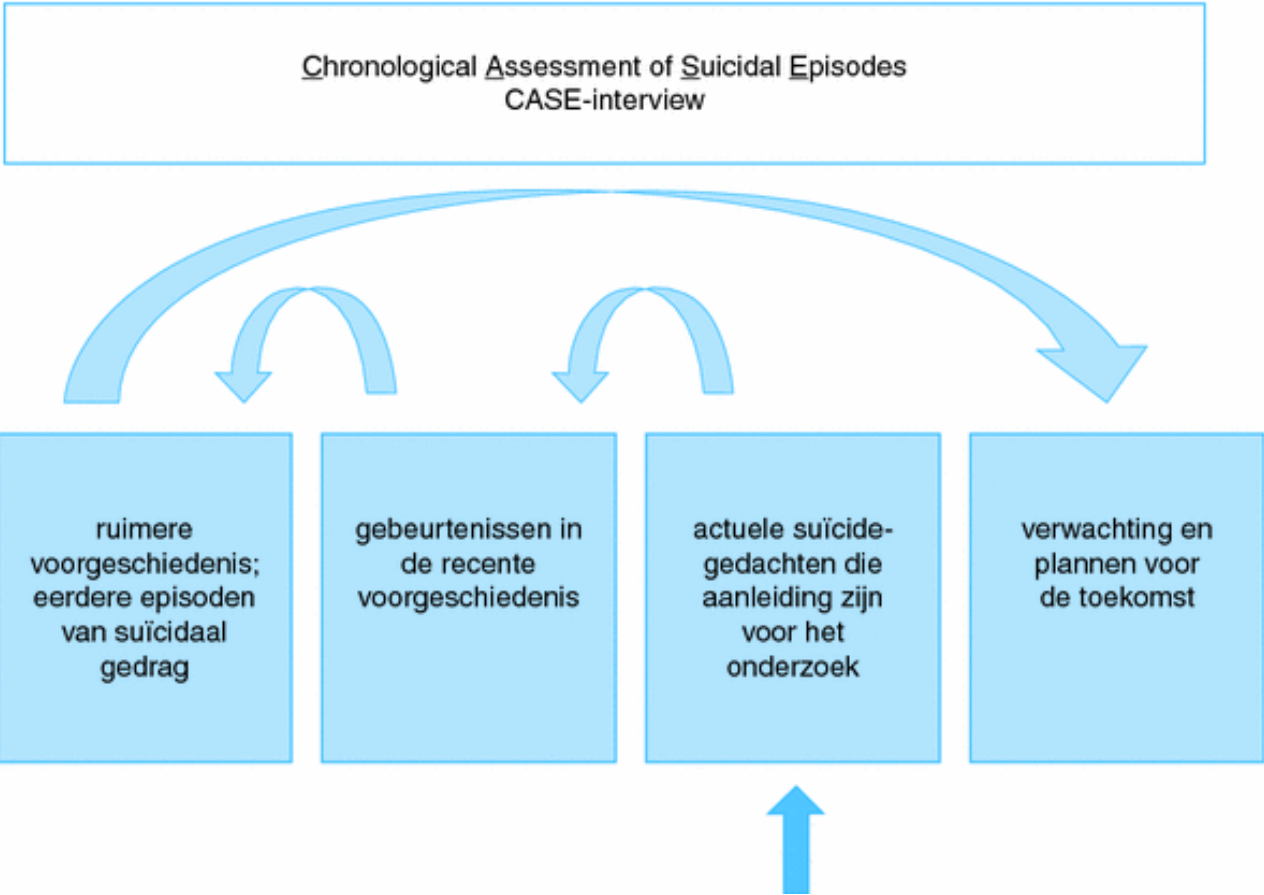 Chronological Assessment of Suicidal Episodes
CASE-interview
ruimere
voorgeschiedenis;
eerdere episoden
van suïcidaal
gedrag
gebeurtenissen in
de recente
voorgeschiedenis
actuele suïcide-
gedachten die
aanleiding zijn
voor het
onderzoek
verwachting en
plannen voor
de toekomst